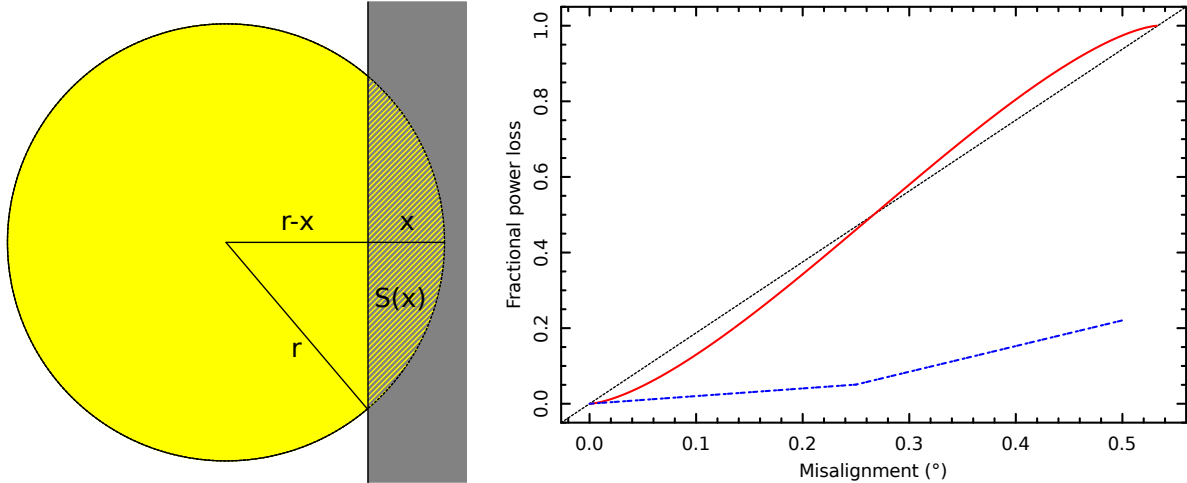 r-x
x
S(x)
r
Fractional power loss
1.0
0.8
0.6
0.4
0.2
0.0
0.0 0.1 0.2 0.3 0.4 0.5
Misalignment (°)